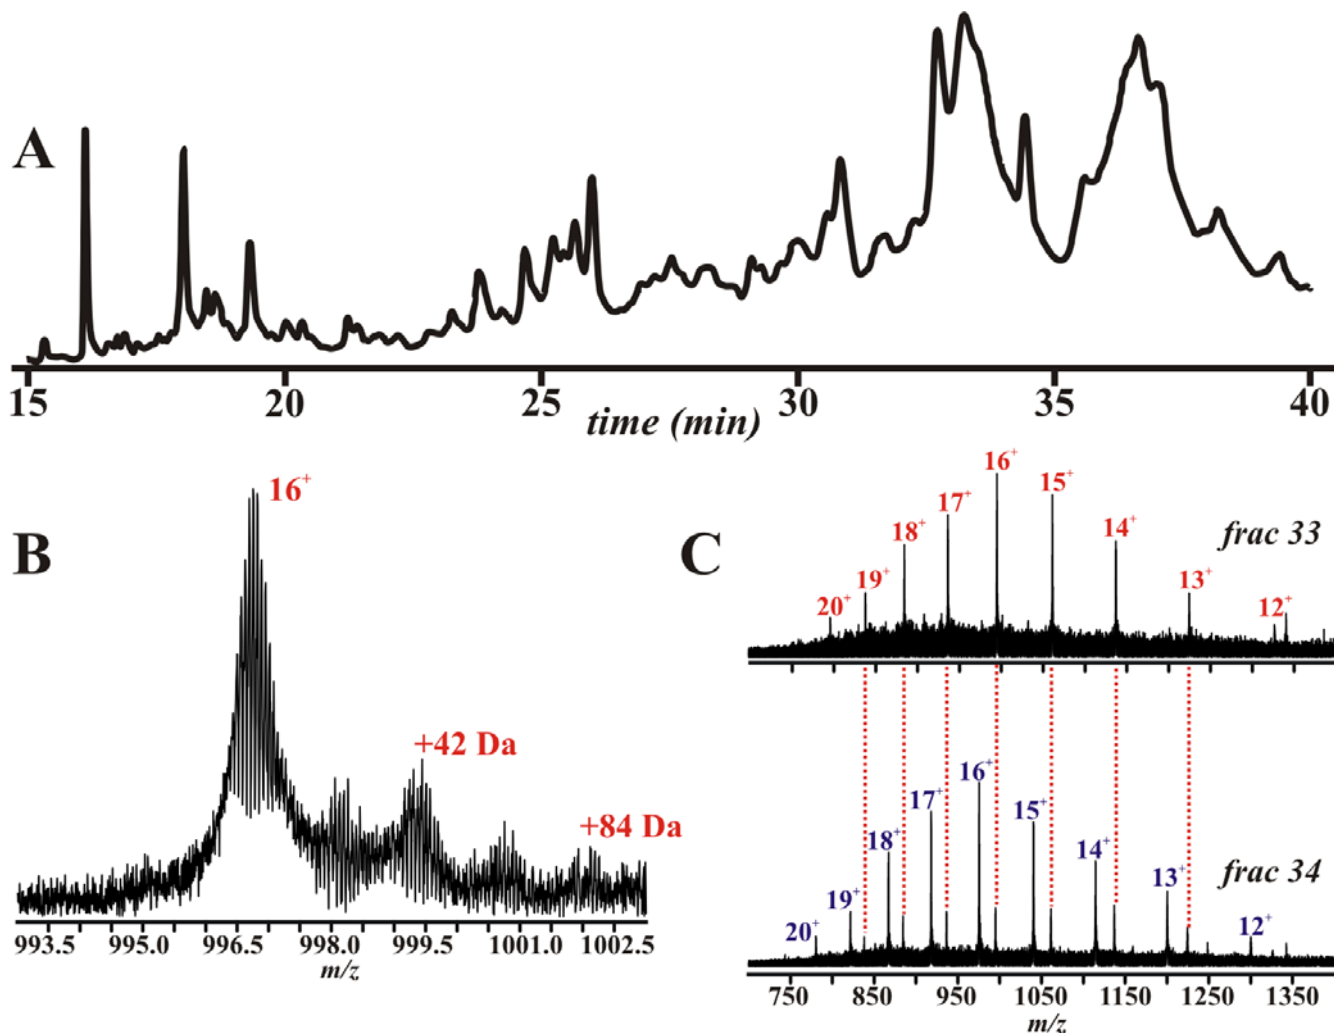 A
15 20 25 30 35 40
time (min)
B
16+
+42 Da
+84 Da
993.5 995.0 996.5 998.0 999.5 1001.0 1002.5
m/z
C
frac 33
20+ 19+ 18+ 17+ 16+ 15+ 14+ 13+ 12+
frac 34
20+ 19+ 18+ 17+ 16+ 15+ 14+ 13+ 12+
750 850 950 1050 1150 1250 1350
m/z